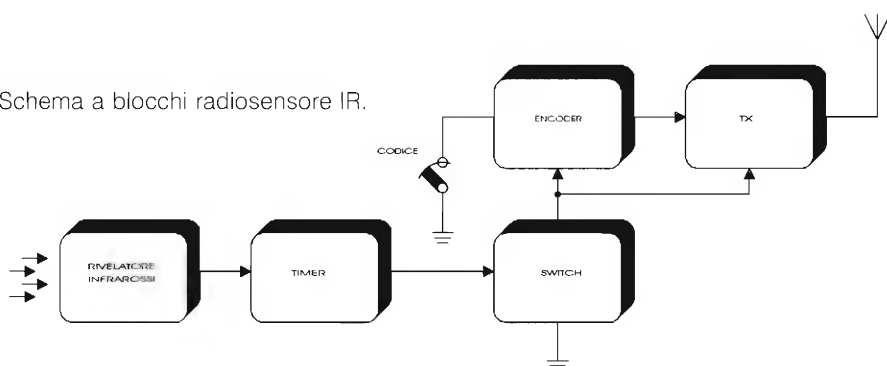 Schema a blocchi radiosensore IR.
ENCODER
TX
CODICE
RIVELATORE
INFRAROSSI
TIMER
SWITCH